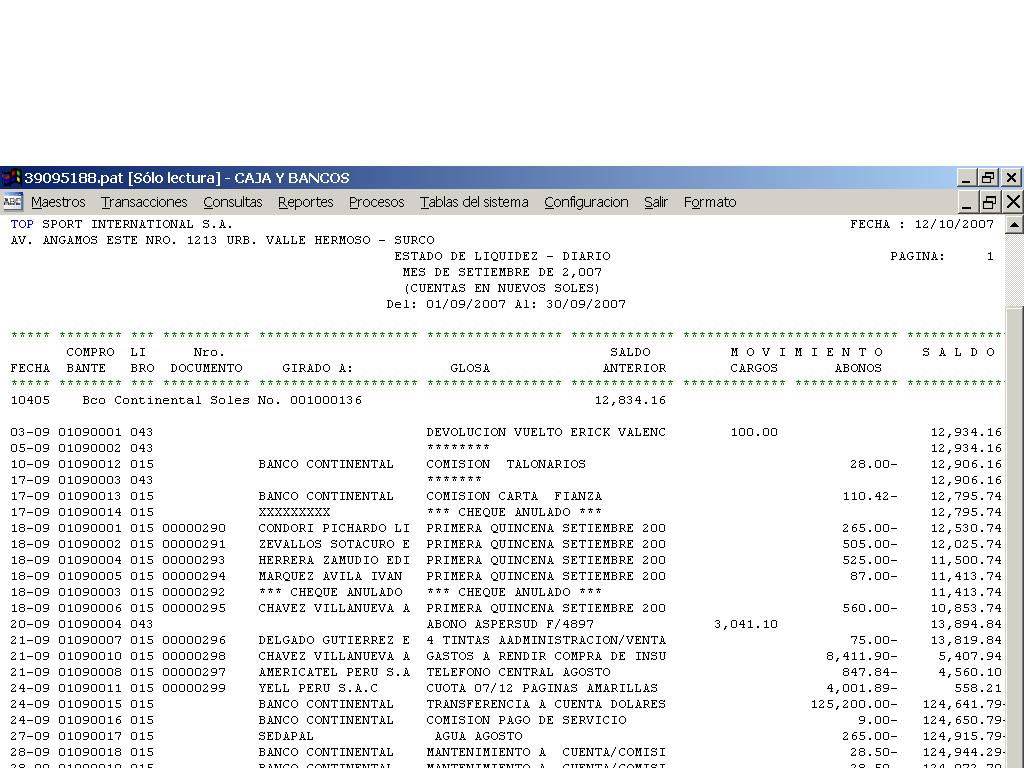 39095188.pat [Sólo lectura] - CAJA Y BANCOS
Maestros Transacciones Consultas Reportes Procesos Tablas del sistema Configuracion Salir Formato
TOP SPORT INTERNATIONAL S.A. FECHA : 12/10/2007
AV. ANGAMOS ESTE NRO. 1213 URB. VALLE HERMOSO - SURCO
ESTADO DE LIQUIDEZ - DIARIO PAGINA: 1
MES DE SETIEMBRE DE 2,007
(CUENTAS EN NUEVOS SOLES)
Del: 01/09/2007 Al: 30/09/2007
***** ******** *** *********** ******************** ***************** ************* ************* ************* ************
COMPRO LI Nro. SALDO M O V I M I E N T O S A L D O
FECHA BANTE BRO DOCUMENTO GIRADO A: GLOSA ANTERIOR CARGOS ABONOS
***** ******** *** *********** ******************** ***************** ************* ************* ************* ************
10405 Bco Continental Soles No. 001000136 12,834.16
03-09 01090001 043 DEVOLUCION VUELTO ERICK VALENC 100.00 12,934.16
05-09 01090002 043 ******** 12,934.16
10-09 01090012 015 BANCO CONTINENTAL COMISION TALONARIOS 28.00- 12,906.16
17-09 01090003 043 ******* 12,906.16
17-09 01090013 015 BANCO CONTINENTAL COMISION CARTA FIANZA 110.42- 12,795.74
17-09 01090014 015 XXXXXXXXX *** CHEQUE ANULADO *** 12,795.74
18-09 01090001 015 00000290 CONDORI PICHARDO LI PRIMERA QUINCENA SETIEMBRE 200 265.00- 12,530.74
18-09 01090002 015 00000291 ZEVALLOS SOTACURO E PRIMERA QUINCENA SETIEMBRE 200 505.00- 12,025.74
18-09 01090004 015 00000293 HERRERA ZAMUDIO EDI PRIMERA QUINCENA SETIEMBRE 200 525.00- 11,500.74
18-09 01090005 015 00000294 MARQUEZ AVILA IVAN PRIMERA QUINCENA SETIEMBRE 200 87.00- 11,413.74
18-09 01090003 015 00000292 *** CHEQUE ANULADO *** CHEQUE ANULADO *** 11,413.74
18-09 01090006 015 00000295 CHAVEZ VILLANUEVA A PRIMERA QUINCENA SETIEMBRE 200 560.00- 10,853.74
20-09 01090004 043 ABONO ASPERSUD F/4897 3,041.10 13,894.84
21-09 01090007 015 00000296 DELGADO GUTIERREZ E 4 TINTAS AADMINISTRACION/VENTA 75.00- 13,819.84
21-09 01090010 015 00000298 CHAVEZ VILLANUEVA A GASTOS A RENDIR COMPRA DE INSU 8,411.90- 5,407.94
21-09 01090008 015 00000297 AMERICATEL PERU S.A TELEFONO CENTRAL AGOSTO 847.84- 4,560.10
24-09 01090011 015 00000299 YELL PERU S.A.C CUOTA 07/12 PAGINAS AMARILLAS 4,001.89- 558.21
24-09 01090015 015 BANCO CONTINENTAL TRANSFERENCIA A CUENTA DOLARES 125,200.00- 124,641.79-
24-09 01090016 015 BANCO CONTINENTAL COMISION PAGO DE SERVICIO 9.00- 124,650.79-
27-09 01090017 015 SEDAPAL AGUA AGOSTO 265.00- 124,915.79-
28-09 01090018 015 BANCO CONTINENTAL MANTENIMIENTO A CUENTA/COMISI 28.50- 124,944.29-
015 BANCO CONTINENTAL MANTENIMIENTO A CUENTA/COMISI 28.50-